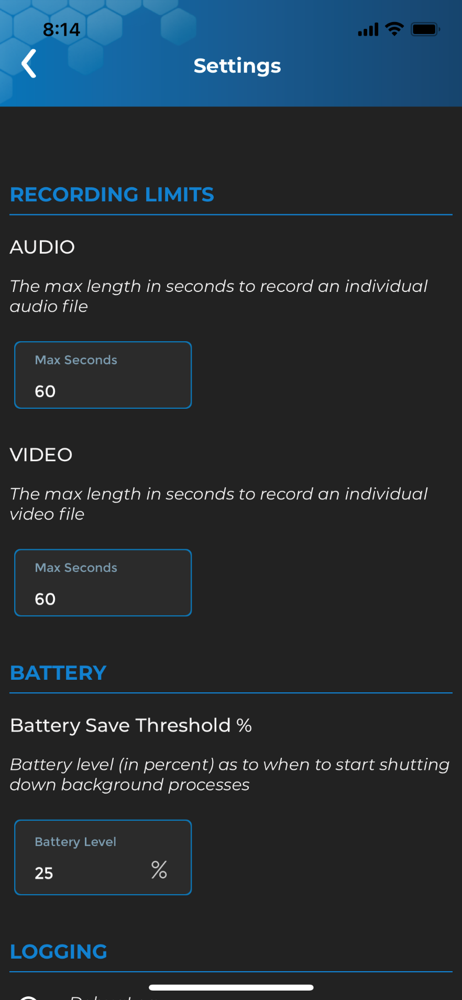 8:14
Settings
RECORDING LIMITS
AUDIO
The max length in seconds to record an individual
audio file
Max Seconds
60
VIDEO
The max length in seconds to record an individual
video file
Max Seconds
60
BATTERY
Battery Save Threshold %
Battery level (in percent) as to when to start shutting
down background processes
Battery Level
25 %
LOGGING